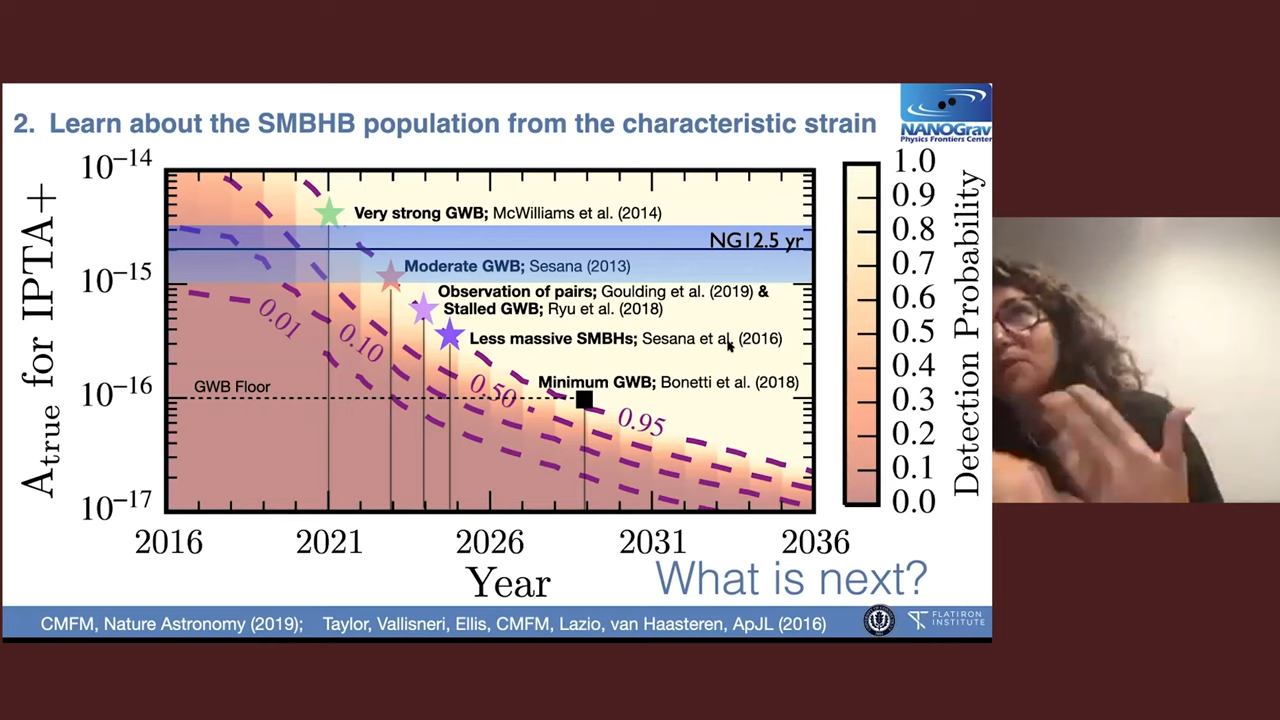 2. Learn about the SMBHB population from the characteristic strain
NANOGrav
Physics Frontiers Center
10−14
10−15
10−16
10−17
Atrue for IPTA+
Very strong GWB; McWilliams et al. (2014)
NG12.5 yr
Moderate GWB; Sesana (2013)
Observation of pairs; Goulding et al. (2019) &
Stalled GWB; Ryu et al. (2018)
Less massive SMBHs; Sesana et al. (2016)
Minimum GWB; Bonetti et al. (2018)
GWB Floor
0.01
0.10
0.50
0.95
2016
2021
2026
2031
2036
Year
1.0
0.9
0.8
0.7
0.6
0.5
0.4
0.3
0.2
0.1
0.0
Detection Probability
What is next?
CMFM, Nature Astronomy (2019); Taylor, Vallisneri, Ellis, CMFM, Lazio, van Haasteren, ApJL (2016)
FLATIRON
INSTITUTE